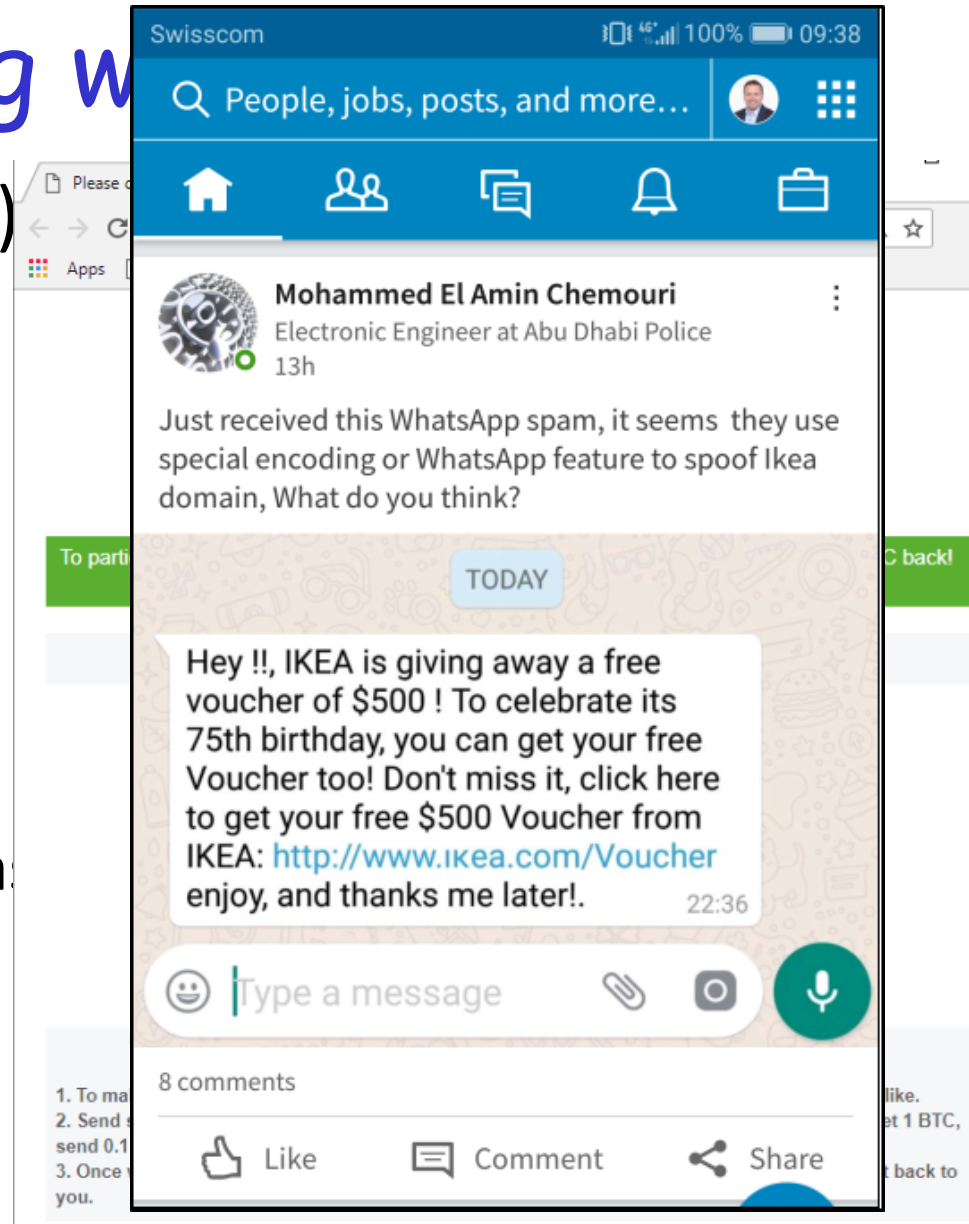 g w
Swisscom 4G+ 100% 09:38
People, jobs, posts, and more...
)
Please
Apps
Mohammed El Amin Chemouri
Electronic Engineer at Abu Dhabi Police
13h
Just received this WhatsApp spam, it seems they use
special encoding or WhatsApp feature to spoof Ikea
domain, What do you think?
To parti
C back!
TODAY
Hey !!, IKEA is giving away a free
voucher of $500 ! To celebrate its
75th birthday, you can get your free
Voucher too! Don't miss it, click here
to get your free $500 Voucher from
IKEA: http://www.ıĸea.com/Voucher
enjoy, and thanks me later!. 22:36
Type a message
8 comments
Like Comment Share
1. To ma
like.
2. Send
et 1 BTC,
send 0.1
3. Once
t back to
you.